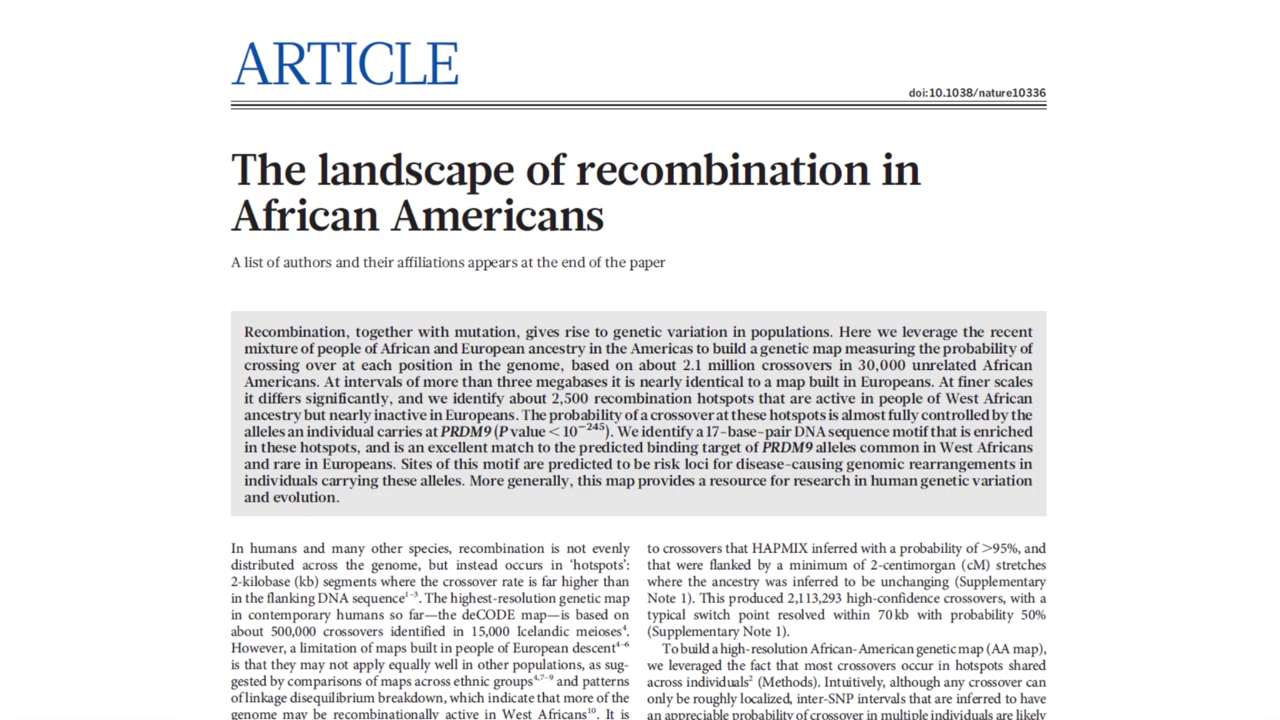 ARTICLE
doi:10.1038/nature10336
The landscape of recombination in
African Americans
A list of authors and their affiliations appears at the end of the paper
Recombination, together with mutation, gives rise to genetic variation in populations. Here we leverage the recent
mixture of people of African and European ancestry in the Americas to build a genetic map measuring the probability of
crossing over at each position in the genome, based on about 2.1 million crossovers in 30,000 unrelated African
Americans. At intervals of more than three megabases it is nearly identical to a map built in Europeans. At finer scales
it differs significantly, and we identify about 2,500 recombination hotspots that are active in people of West African
ancestry but nearly inactive in Europeans. The probability of a crossover at these hotspots is almost fully controlled by the
alleles an individual carries at PRDM9 (P value < 10⁻²⁴⁵). We identify a 17-base-pair DNA sequence motif that is enriched
in these hotspots, and is an excellent match to the predicted binding target of PRDM9 alleles common in West Africans
and rare in Europeans. Sites of this motif are predicted to be risk loci for disease-causing genomic rearrangements in
individuals carrying these alleles. More generally, this map provides a resource for research in human genetic variation
and evolution.
In humans and many other species, recombination is not evenly
distributed across the genome, but instead occurs in ‘hotspots’:
2-kilobase (kb) segments where the crossover rate is far higher than
in the flanking DNA sequence¹⁻³. The highest-resolution genetic map
in contemporary humans so far—the deCODE map—is based on
about 500,000 crossovers identified in 15,000 Icelandic meioses⁴.
However, a limitation of maps built in people of European descent⁴⁻⁶
is that they may not apply equally well in other populations, as sug-
gested by comparisons of maps across ethnic groups⁴,⁷⁻⁹ and patterns
of linkage disequilibrium breakdown, which indicate that more of the
genome may be recombinationally active in West Africans¹⁰. It is
to crossovers that HAPMIX inferred with a probability of >95%, and
that were flanked by a minimum of 2-centimorgan (cM) stretches
where the ancestry was inferred to be unchanging (Supplementary
Note 1). This produced 2,113,293 high-confidence crossovers, with a
typical switch point resolved within 70 kb with probability 50%
(Supplementary Note 1).
To build a high-resolution African-American genetic map (AA map),
we leveraged the fact that most crossovers occur in hotspots shared
across individuals² (Methods). Intuitively, although any crossover can
only be roughly localized, inter-SNP intervals that are inferred to have
an appreciable probability of crossover in multiple individuals are likely